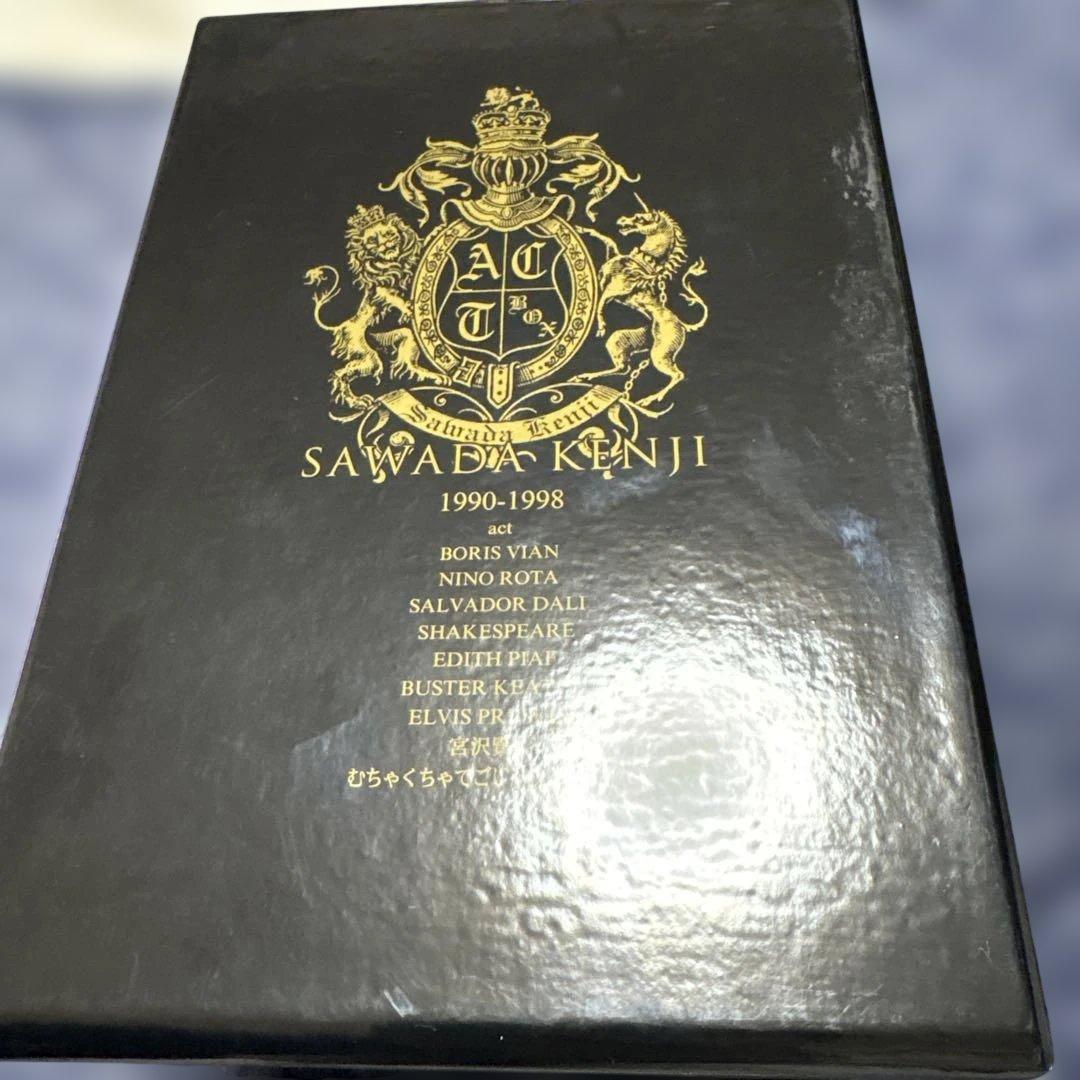 A C
T BOX
Sawada Kenji
SAWADA KENJI
1990-1998
act
BORIS VIAN
NINO ROTA
SALVADOR DALI
SHAKESPEARE
EDITH PIAF
BUSTER
ELVIS
宮沢
むちゃくちゃでご